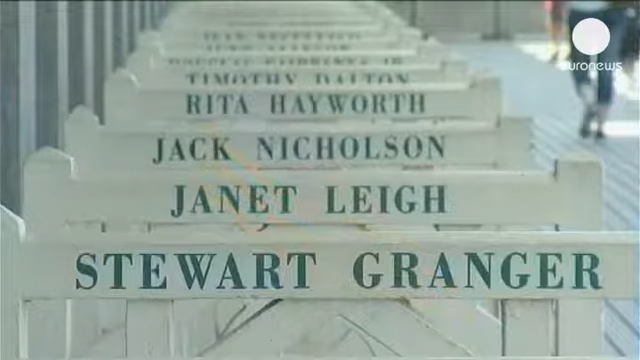 euronews
TIMOTHY DALTON
RITA HAYWORTH
JACK NICHOLSON
JANET LEIGH
STEWART GRANGER